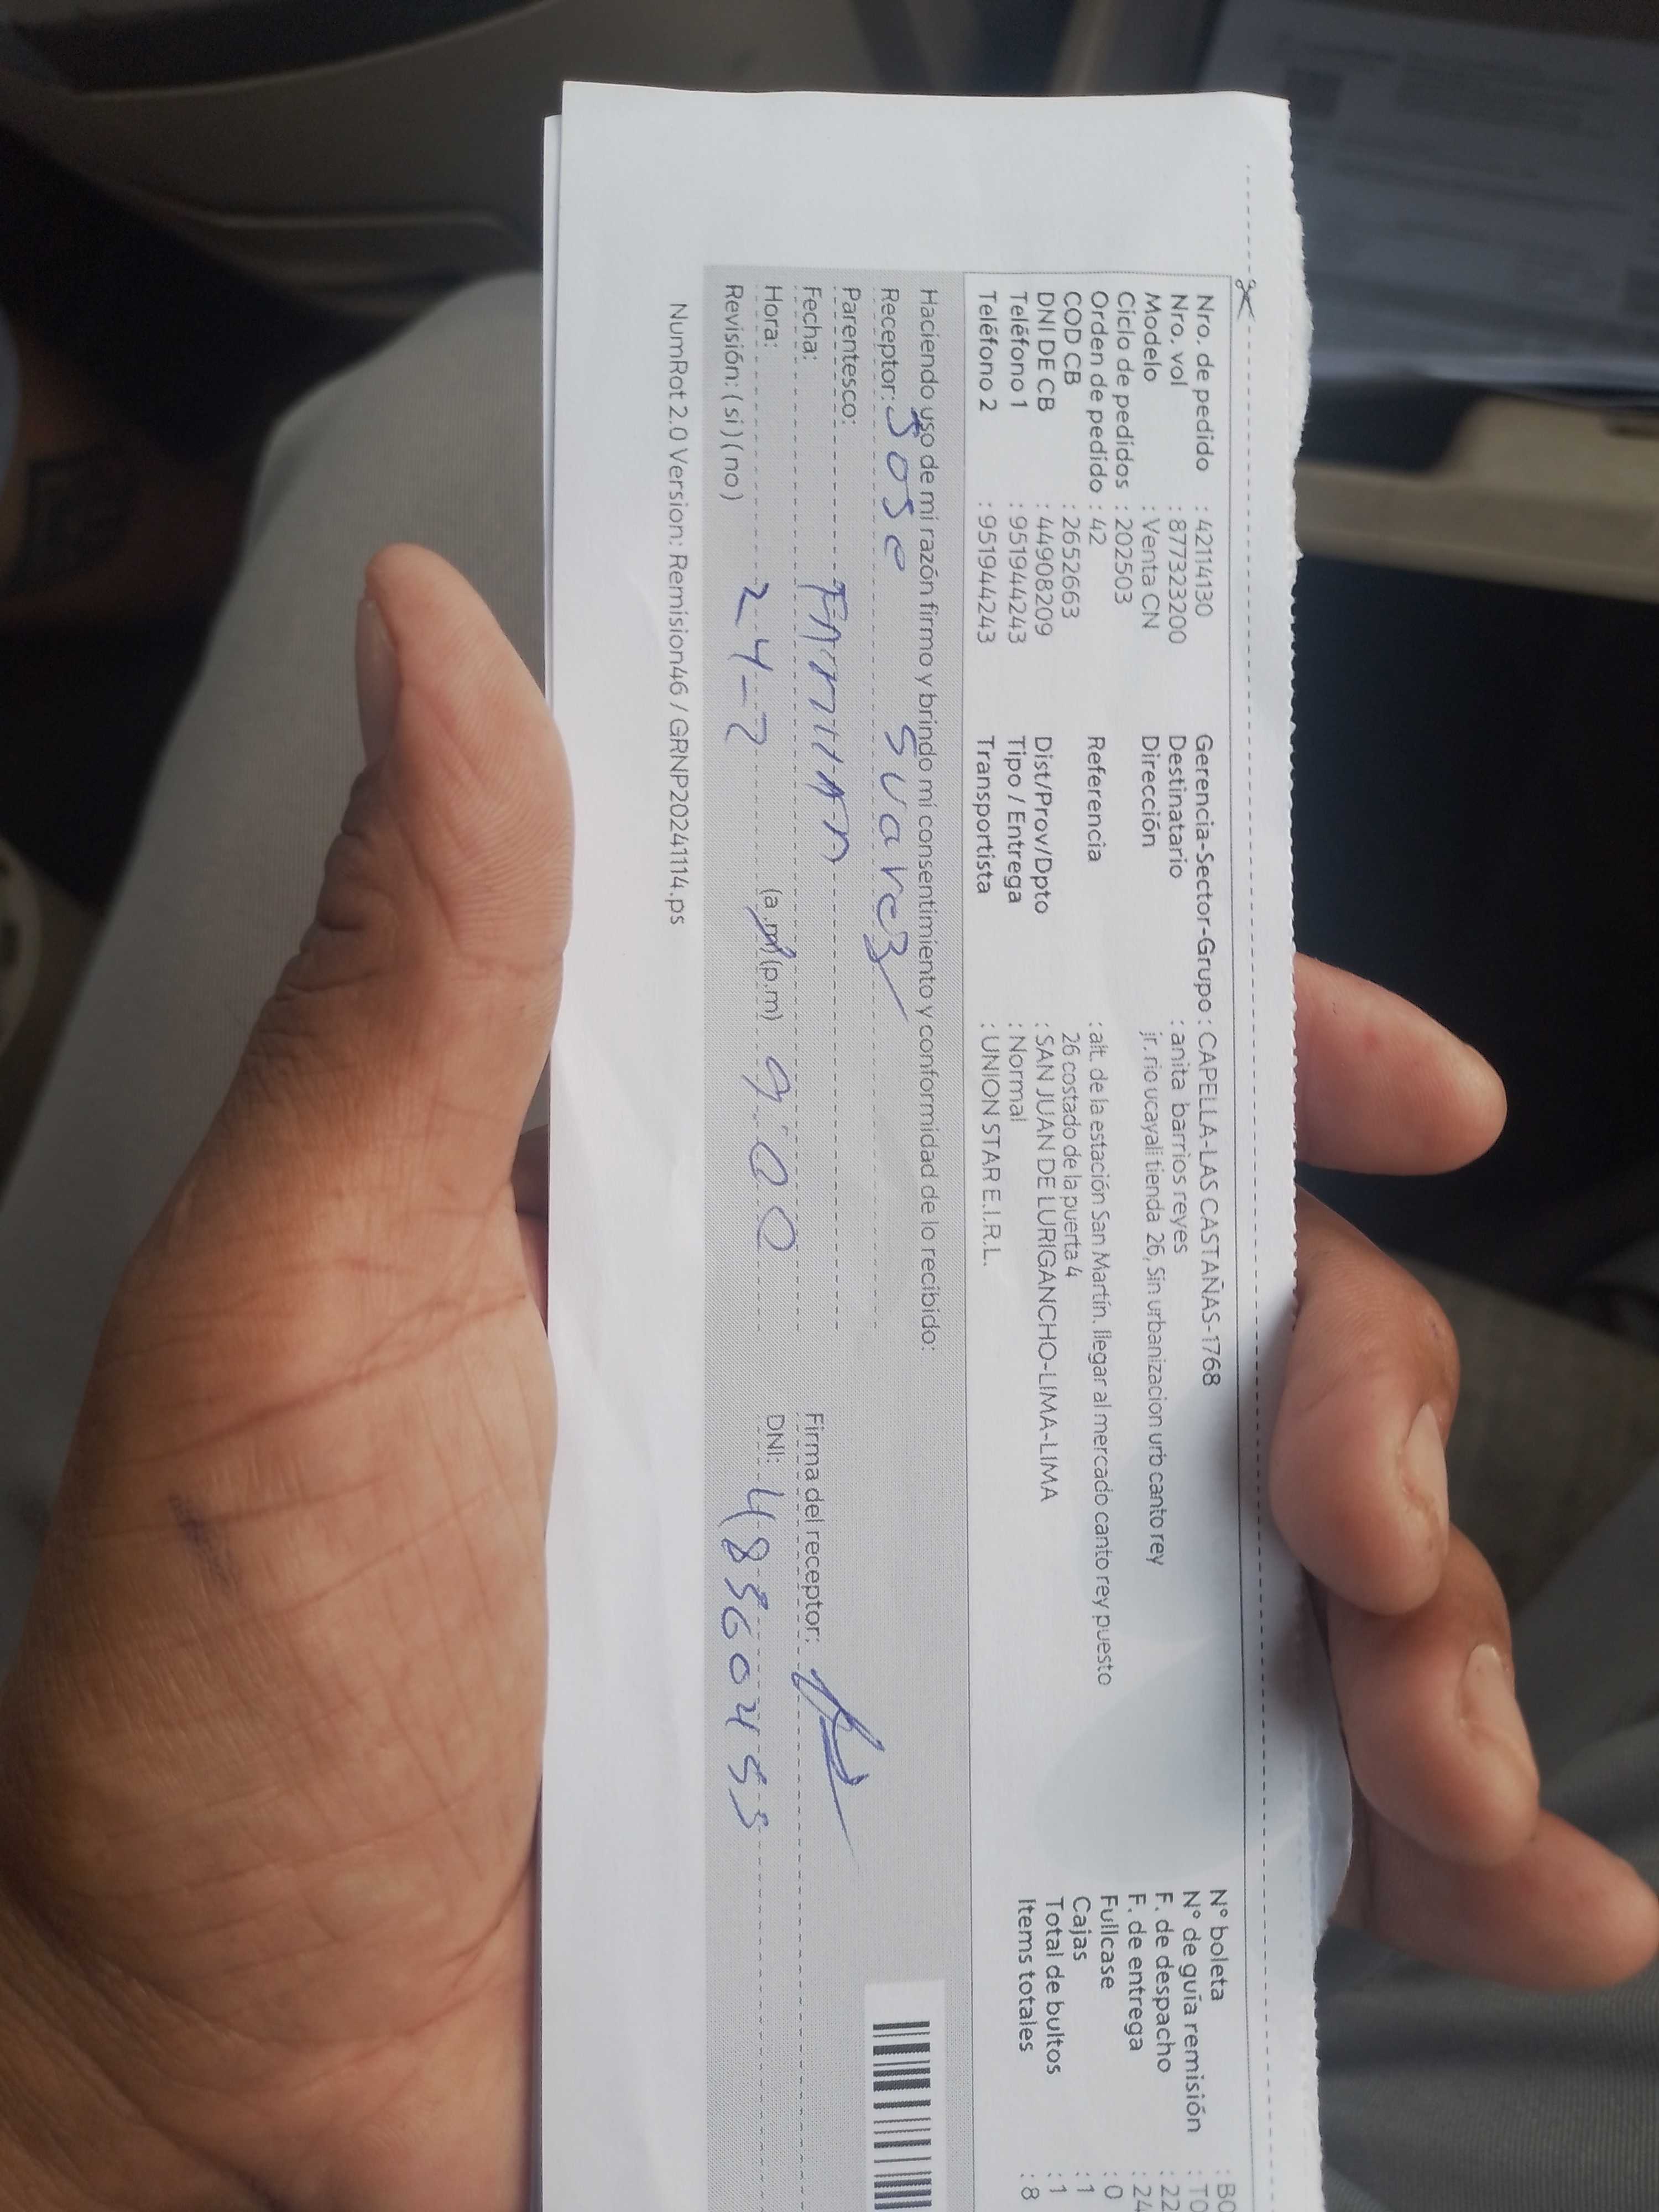 Nro. de pedido : 42114130
Nro. vol : 877323200
Modelo : Venta CN
Ciclo de pedidos : 202503
Orden de pedido : 42
COD CB : 2652663
DNI DE CB : 44908209
Teléfono 1 : 951944243
Teléfono 2 : 951944243
Gerencia-Sector-Grupo : CAPELLA-LAS CASTAÑAS-1768
Destinatario : anita barrios reyes
Dirección jr. rio ucayali tienda 26, Sin urbanizacion urb canto rey
Referencia : alt. de la estación San Martín. llegar al mercado canto rey puesto
26 costado de la puerta 4
Dist/Prov/Dpto : SAN JUAN DE LURIGANCHO-LIMA-LIMA
Tipo / Entrega : Normal
Transportista : UNION STAR E.I.R.L.
N° boleta : BO
N° de guía remisión : TO
F. de despacho : 22
F. de entrega : 24
Fullcase : 0
Cajas : 1
Total de bultos : 1
Items totales : 8
Haciendo uso de mi razón firmo y brindo mi consentimiento y conformidad de lo recibido:
Receptor: Jose Suarez
Parentesco: FAMILIAR
Fecha:
Firma del receptor:
Hora: 24-2 (a.m) (p.m) 9:00
DNI: 48360455
Revisión: ( si ) ( no )
NumRot 2.0 Version: Remision46 / GRNP20241114.ps